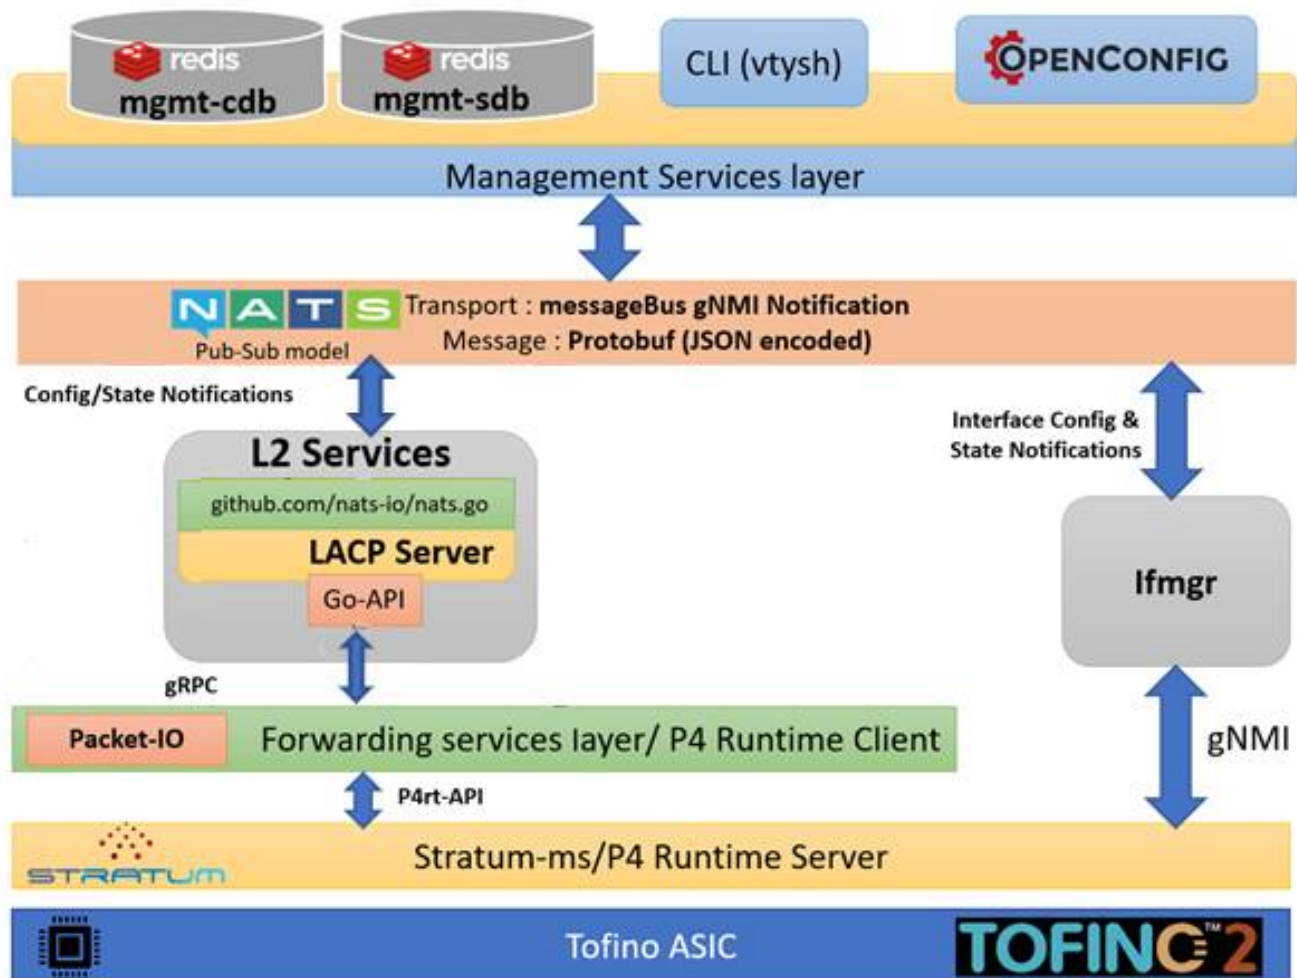 redis
mgmt-cdb
redis
mgmt-sdb
CLI (vtysh)
OPENCONFIG
Management Services layer
NATS
Pub-Sub model
Transport : messageBus gNMI Notification
Message : Protobuf (JSON encoded)
Config/State Notifications
Interface Config &
State Notifications
L2 Services
github.com/nats-io/nats.go
LACP Server
Go-API
Ifmgr
gRPC
Packet-IO
Forwarding services layer/ P4 Runtime Client
gNMI
P4rt-API
STRATUM
Stratum-ms/P4 Runtime Server
Tofino ASIC
TOFINO™ 2